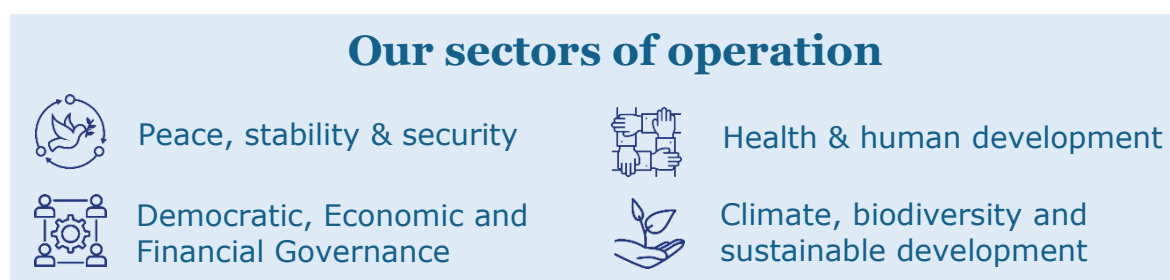 Our sectors of operation
Peace, stability & security
Health & human development
Democratic, Economic and
Financial Governance
Climate, biodiversity and
sustainable development